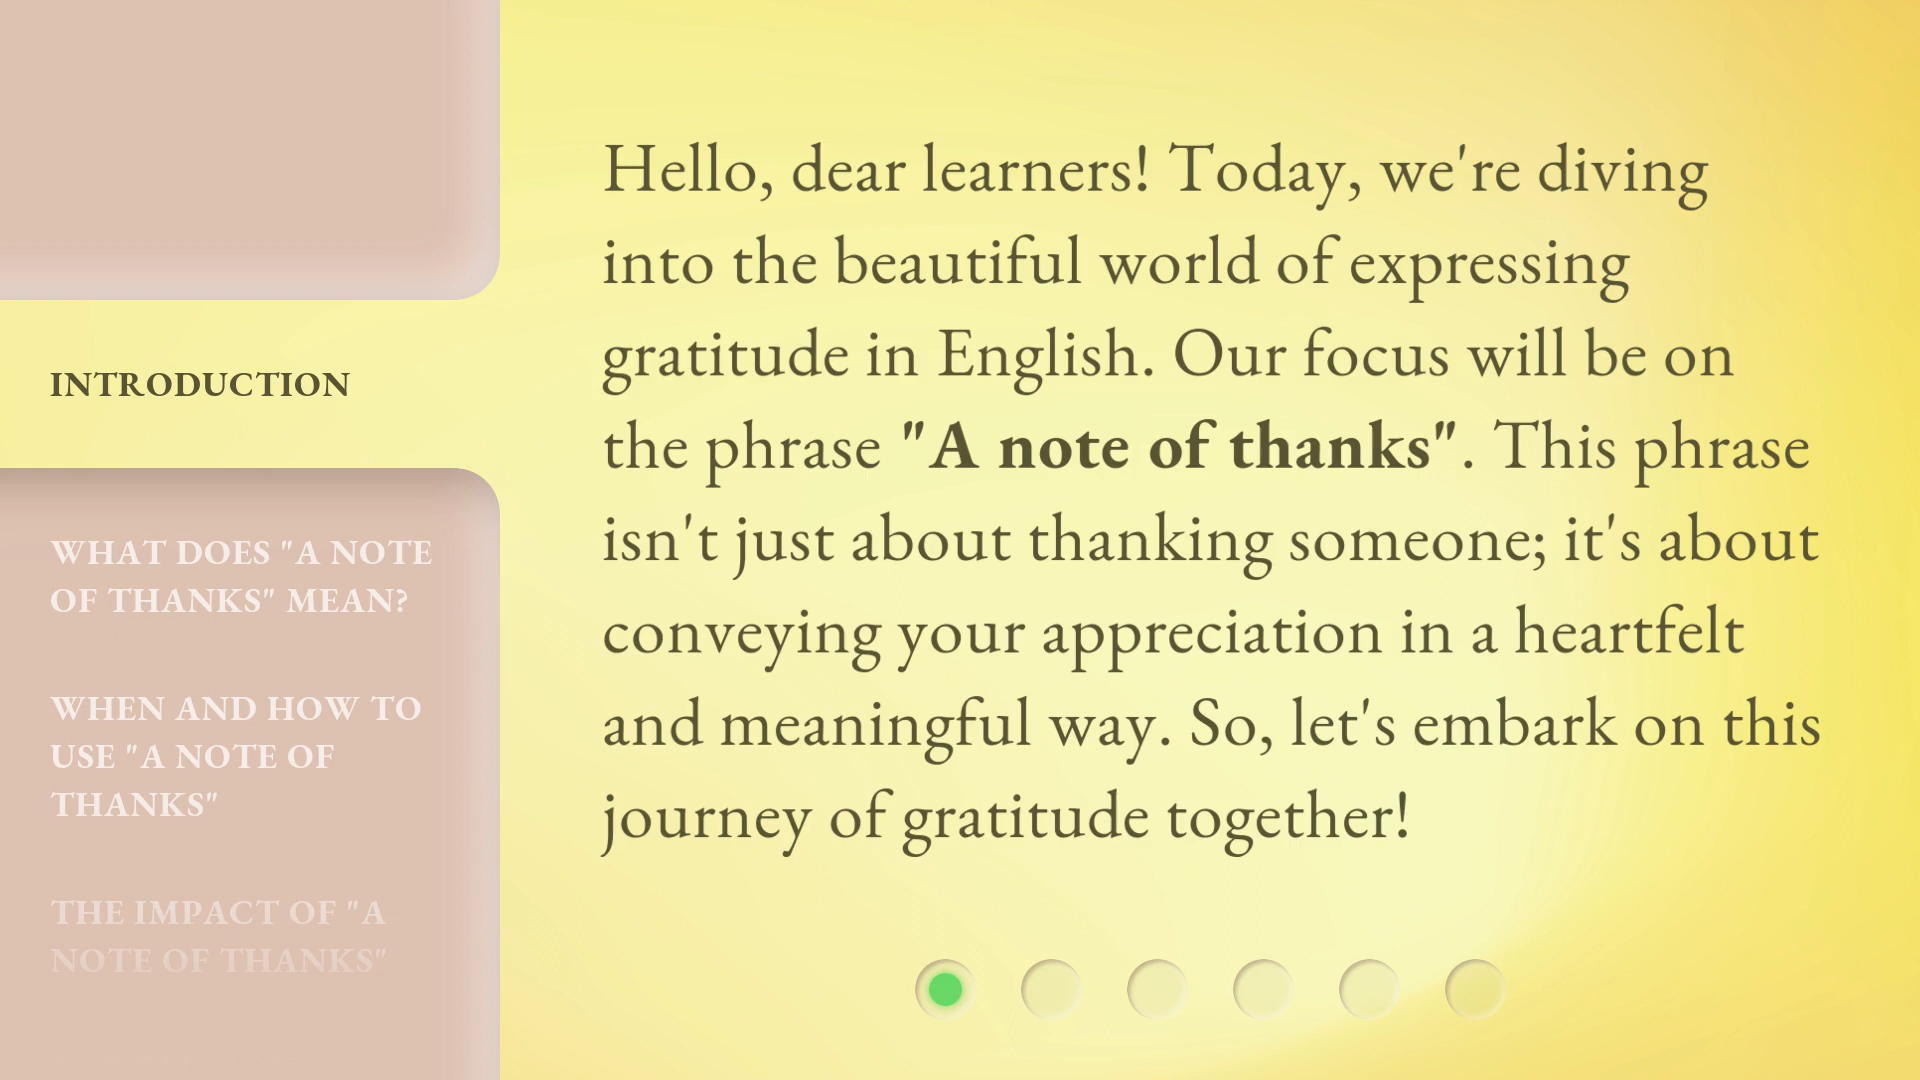 INTRODUCTION
WHAT DOES "A NOTE
OF THANKS" MEAN?
WHEN AND HOW TO
USE "A NOTE OF
THANKS"
THE IMPACT OF "A
NOTE OF THANKS"
Hello, dear learners! Today, we're diving
into the beautiful world of expressing
gratitude in English. Our focus will be on
the phrase "A note of thanks". This phrase
isn't just about thanking someone; it's about
conveying your appreciation in a heartfelt
and meaningful way. So, let's embark on this
journey of gratitude together!